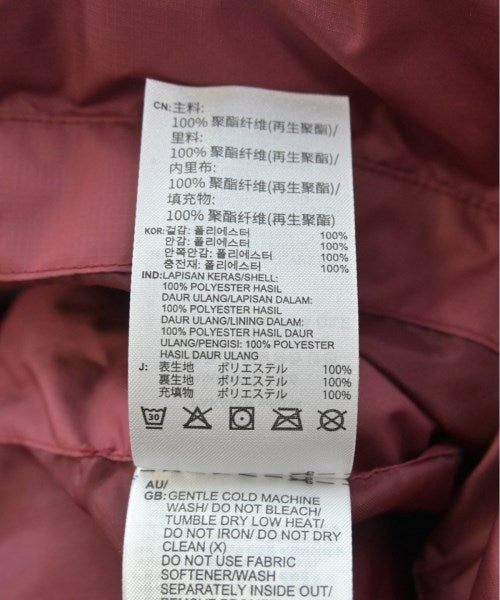 CN:主料:
100% 聚酯纤维(再生聚酯)/
里料:
100% 聚酯纤维(再生聚酯)/
内里布:
100% 聚酯纤维(再生聚酯)/
填充物:
100% 聚酯纤维(再生聚酯)
KOR:겉감: 폴리에스터 100%
안감: 폴리에스터 100%
안쪽안감: 폴리에스터 100%
충전재: 폴리에스터 100%
IND:LAPISAN KERAS/SHELL:
100% POLYESTER HASIL
DAUR ULANG/LAPISAN DALAM:
100% POLYESTER HASIL
DAUR ULANG/LINING DALAM:
100% POLYESTER HASIL DAUR
ULANG/PENGISI: 100% POLYESTER
HASIL DAUR ULANG
J: 表生地 ポリエステル 100%
裏生地 ポリエステル 100%
充填物 ポリエステル 100%
30
AU/
GB:GENTLE COLD MACHINE
WASH/ DO NOT BLEACH/
TUMBLE DRY LOW HEAT/
DO NOT IRON/ DO NOT DRY
CLEAN (X)
DO NOT USE FABRIC
SOFTENER/WASH
SEPARATELY INSIDE OUT/